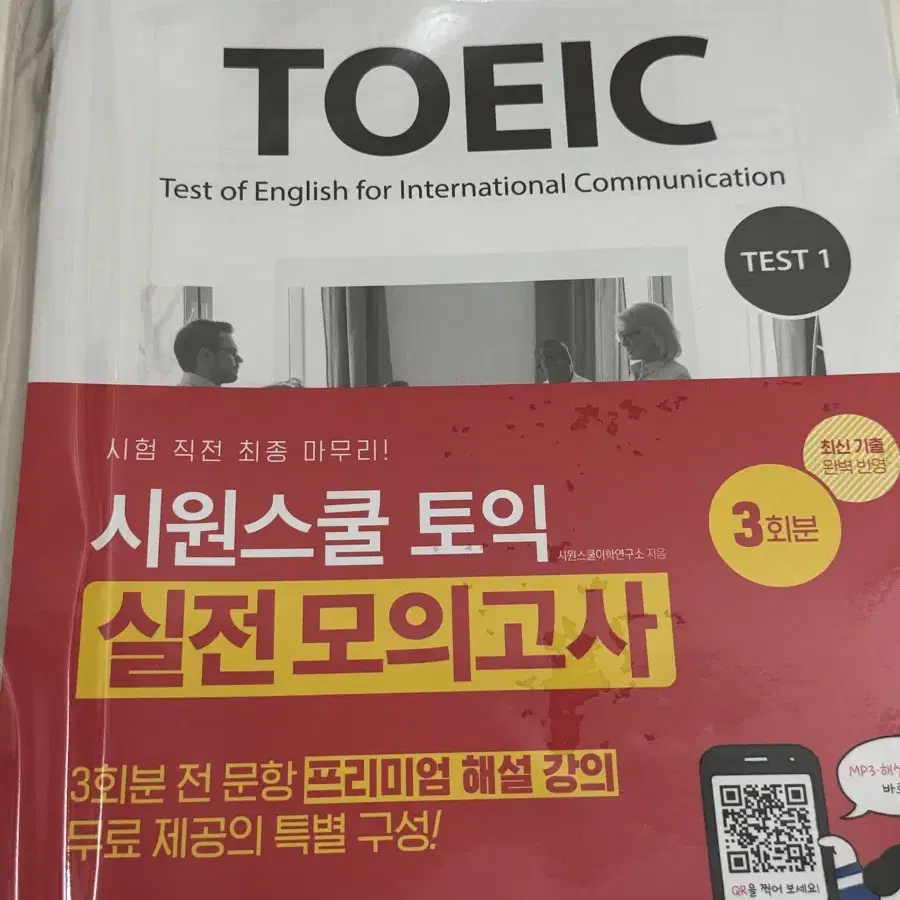 TOEIC
Test of English for International Communication
TEST 1
시험 직전 최종 마무리!
최신 기출
완벽 반영
시원스쿨 토익
시원스쿨어학연구소 지음
3회분
실전 모의고사
3회분 전 문항 프리미엄 해설 강의
무료 제공의 특별 구성!
MP3·해설
바로
QR을 찍어 보세요!